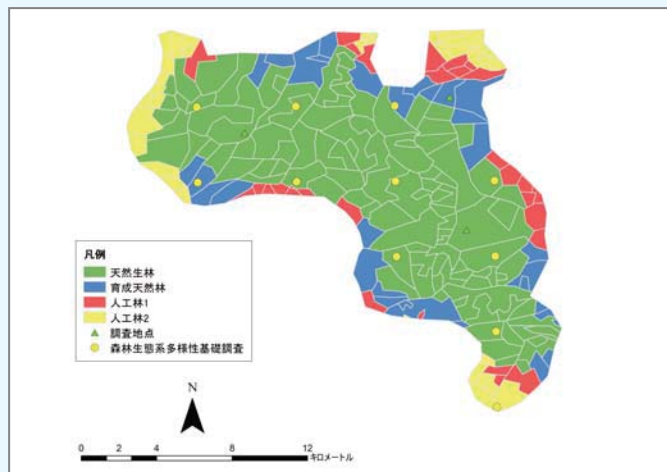 凡例
天然生林
育成天然林
人工林1
人工林2
調査地点
森林生態系多様性基礎調査
N
0 2 4 8 12
キロメートル